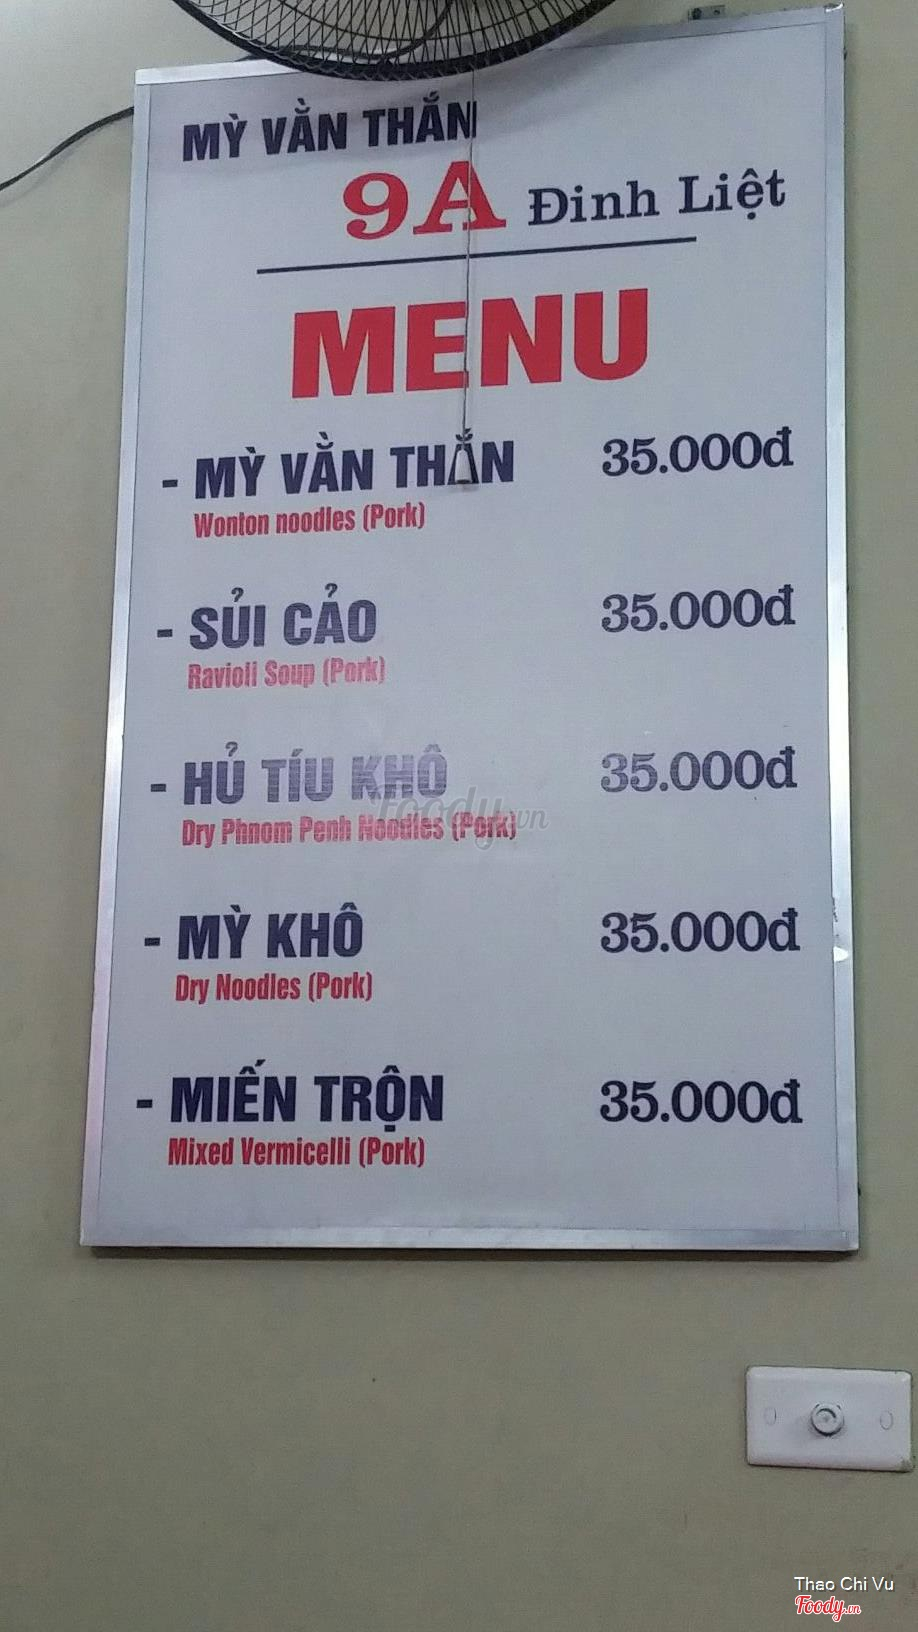 MỲ VẰN THẮN
9A Đinh Liệt
MENU
- MỲ VẰN THẮN 35.000đ
Wonton noodles (Pork)
- SỦI CẢO 35.000đ
Ravioli Soup (Pork)
- HỦ TÍU KHÔ 35.000đ
Dry Phnom Penh Noodles (Pork)
Foody.vn
- MỲ KHÔ 35.000đ
Dry Noodles (Pork)
- MIẾN TRỘN 35.000đ
Mixed Vermicelli (Pork)
Thao Chi Vu
Foody.vn